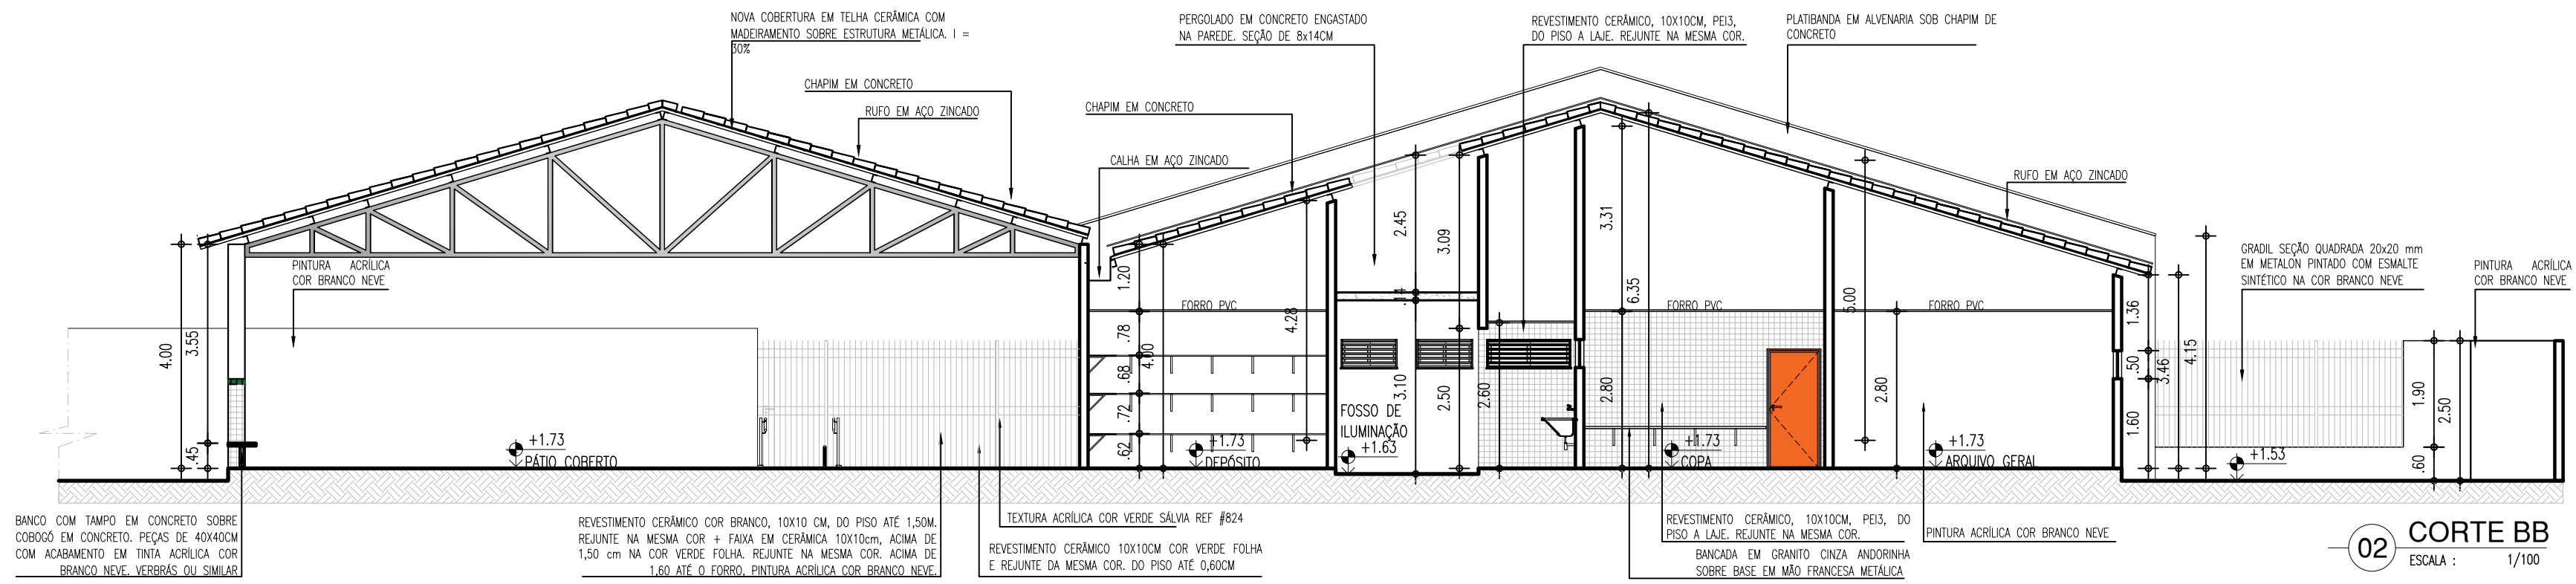 NOVA COBERTURA EM TELHA CERÂMICA COM
MADEIRAMENTO SOBRE ESTRUTURA METÁLICA. I =
30%
CHAPIM EM CONCRETO
RUFO EM AÇO ZINCADO
PERGOLADO EM CONCRETO ENGASTADO
NA PAREDE. SEÇÃO DE 8x14CM
CHAPIM EM CONCRETO
CALHA EM AÇO ZINCADO
REVESTIMENTO CERÂMICO, 10X10CM, PEI3,
DO PISO A LAJE. REJUNTE NA MESMA COR.
PLATIBANDA EM ALVENARIA SOB CHAPIM DE
CONCRETO
RUFO EM AÇO ZINCADO
GRADIL SEÇÃO QUADRADA 20x20 mm
EM METALON PINTADO COM ESMALTE
SINTÉTICO NA COR BRANCO NEVE
PINTURA ACRÍLICA
COR BRANCO NEVE
PINTURA ACRÍLICA
COR BRANCO NEVE
4.00
3.55
.45
+1.73
PÁTIO COBERTO
1.20
.78
.68
.72
.62
4.00
FORRO PVC
+1.73
DEPÓSITO
4.28
FOSSO DE
ILUMINAÇÃO
+1.63
2.45
.14
3.10
3.09
2.50
2.60
3.31
2.80
6.35
FORRO PVC
+1.73
COPA
5.00
2.80
FORRO PVC
+1.73
ARQUIVO GERAL
1.36
.50
1.60
3.46
4.15
+1.53
1.90
.60
2.50
BANCO COM TAMPO EM CONCRETO SOBRE
COBOGÓ EM CONCRETO. PEÇAS DE 40X40CM
COM ACABAMENTO EM TINTA ACRÍLICA COR
BRANCO NEVE. VERBRÁS OU SIMILAR
REVESTIMENTO CERÂMICO COR BRANCO, 10X10 CM, DO PISO ATÉ 1,50M.
REJUNTE NA MESMA COR + FAIXA EM CERÂMICA 10X10cm, ACIMA DE
1,50 cm NA COR VERDE FOLHA. REJUNTE NA MESMA COR. ACIMA DE
1,60 ATÉ O FORRO, PINTURA ACRÍLICA COR BRANCO NEVE.
TEXTURA ACRÍLICA COR VERDE SÁLVIA REF #824
REVESTIMENTO CERÂMICO 10X10CM COR VERDE FOLHA
E REJUNTE DA MESMA COR. DO PISO ATÉ 0,60CM
REVESTIMENTO CERÂMICO, 10X10CM, PEI3, DO
PISO A LAJE. REJUNTE NA MESMA COR.
BANCADA EM GRANITO CINZA ANDORINHA
SOBRE BASE EM MÃO FRANCESA METÁLICA
PINTURA ACRÍLICA COR BRANCO NEVE
02
CORTE BB
ESCALA : 1/100